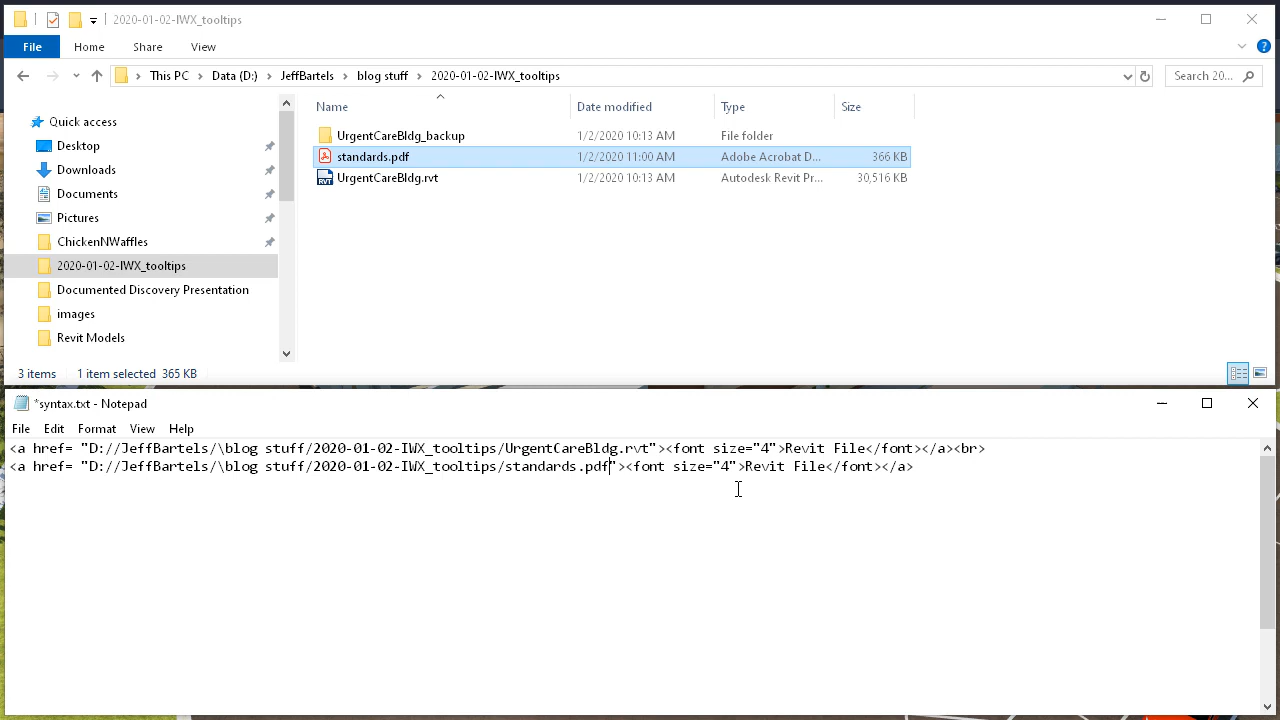 2020-01-02-IWX_tooltips
File Home Share View
This PC Data (D:) JeffBartels blog stuff 2020-01-02-IWX_tooltips Search 20...
Name Date modified Type Size
Quick access
Desktop
Downloads
Documents
Pictures
ChickenNWaffles
2020-01-02-IWX_tooltips
Documented Discovery Presentation
images
Revit Models
UrgentCareBldg_backup 1/2/2020 10:13 AM File folder
standards.pdf 1/2/2020 11:00 AM Adobe Acrobat D... 366 KB
UrgentCareBldg.rvt 1/2/2020 10:13 AM Autodesk Revit Pr... 30,516 KB
3 items 1 item selected 365 KB
*syntax.txt - Notepad
File Edit Format View Help
<a href= "D://JeffBartels/\blog stuff/2020-01-02-IWX_tooltips/UrgentCareBldg.rvt"><font size="4">Revit File</font></a><br>
<a href= "D://JeffBartels/\blog stuff/2020-01-02-IWX_tooltips/standards.pdf"><font size="4">Revit File</font></a>